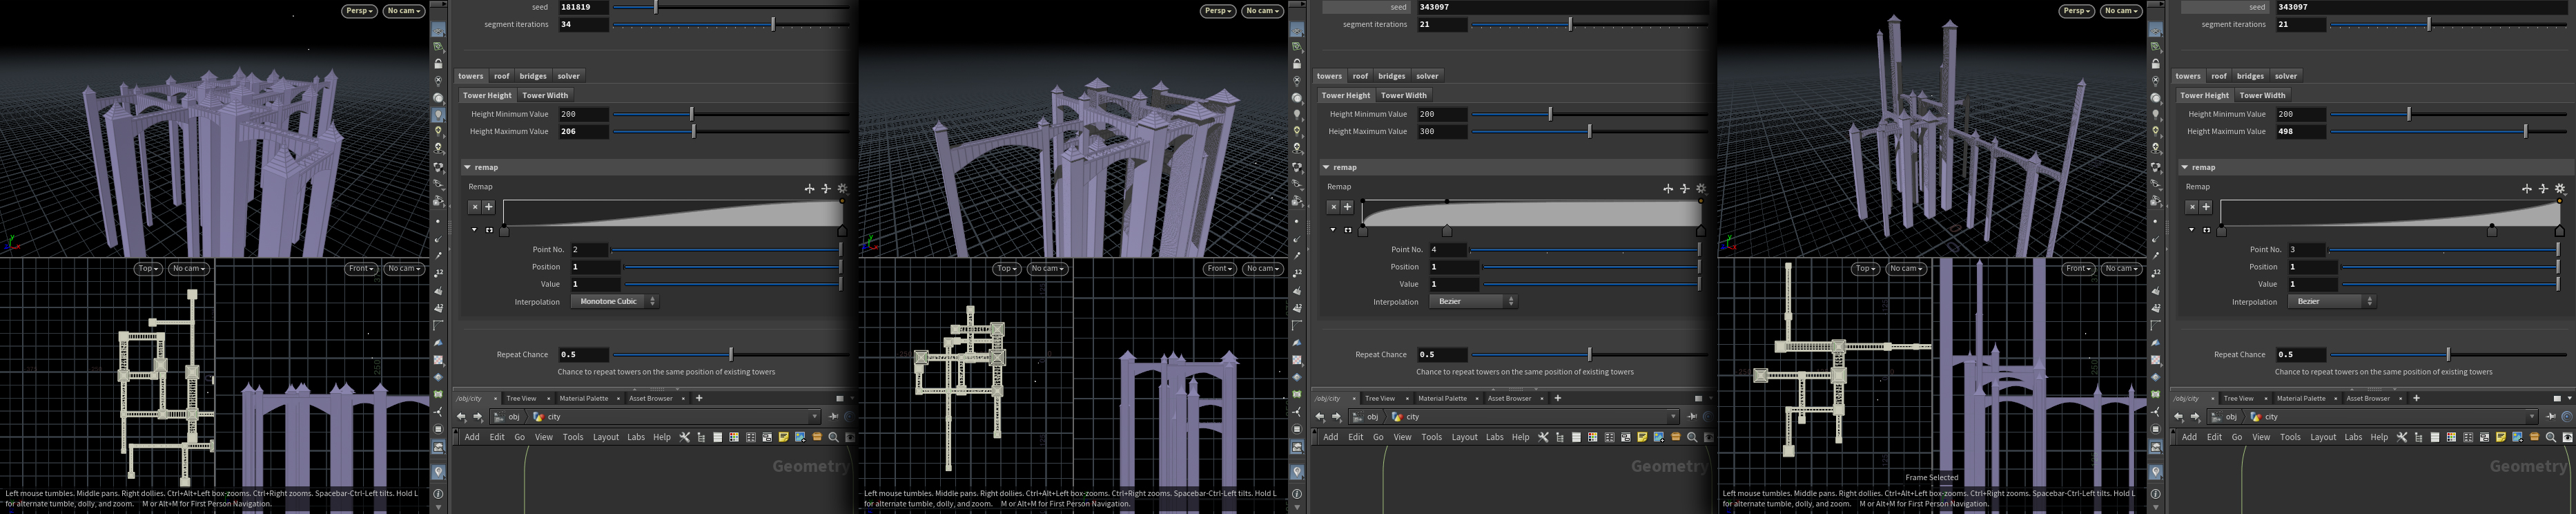 Persp No cam
seed 181819
segment iterations 34
towers roof bridges solver
Tower Height Tower Width
Height Minimum Value 200
Height Maximum Value 206
remap
Remap
Point No. 2
Position 1
Value 1
Interpolation Monotone Cubic
Top No cam
Front No cam
Repeat Chance 0.5
Chance to repeat towers on the same position of existing towers
/obj/city Tree View Material Palette Asset Browser
obj city
Add Edit Go View Tools Layout Labs Help
Geometry
Left mouse tumbles. Middle pans. Right dollies. Ctrl+Alt+Left box-zooms. Ctrl+Right zooms. Spacebar-Ctrl-Left tilts. Hold L
for alternate tumble, dolly, and zoom. M or Alt+M for First Person Navigation.
Persp No cam
seed 343097
segment iterations 21
towers roof bridges solver
Tower Height Tower Width
Height Minimum Value 200
Height Maximum Value 300
remap
Remap
Point No. 4
Position 1
Value 1
Interpolation Bezier
Top No cam
Front No cam
Repeat Chance 0.5
Chance to repeat towers on the same position of existing towers
/obj/city Tree View Material Palette Asset Browser
obj city
Add Edit Go View Tools Layout Labs Help
Geometry
Left mouse tumbles. Middle pans. Right dollies. Ctrl+Alt+Left box-zooms. Ctrl+Right zooms. Spacebar-Ctrl-Left tilts. Hold L
for alternate tumble, dolly, and zoom. M or Alt+M for First Person Navigation.
Persp No cam
seed 343097
segment iterations 21
towers roof bridges solver
Tower Height Tower Width
Height Minimum Value 200
Height Maximum Value 498
remap
Remap
Point No. 3
Position 1
Value 1
Interpolation Bezier
Top No cam
Front No cam
Repeat Chance 0.5
Chance to repeat towers on the same position of existing towers
/obj/city Tree View Material Palette Asset Browser
obj city
Add Edit Go View Tools Layout Labs Help
Geometry
Frame Selected
Left mouse tumbles. Middle pans. Right dollies. Ctrl+Alt+Left box-zooms. Ctrl+Right zooms. Spacebar-Ctrl-Left tilts. Hold L
for alternate tumble, dolly, and zoom. M or Alt+M for First Person Navigation.